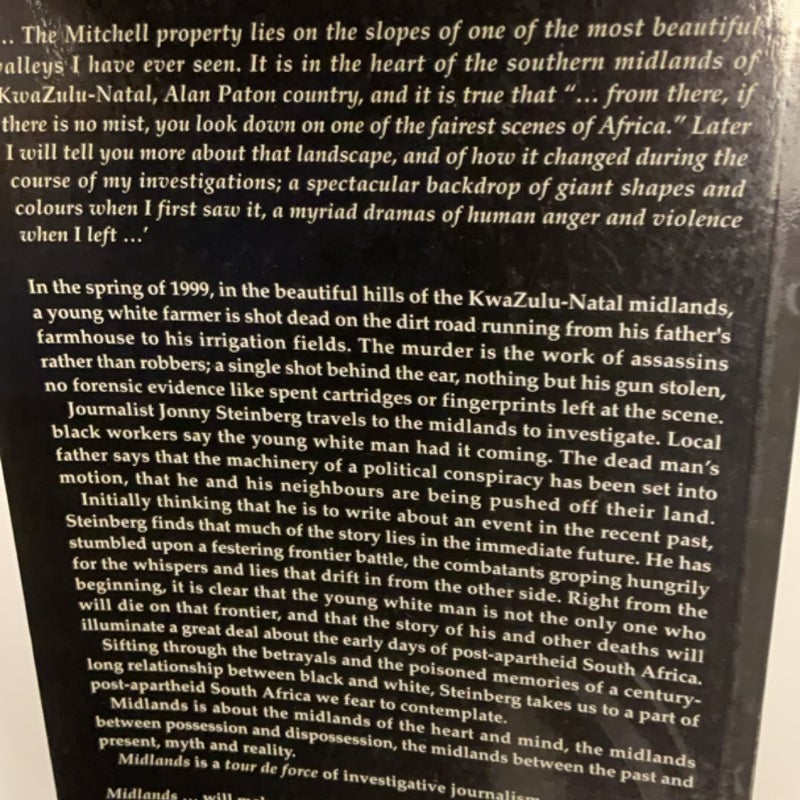 ... The Mitchell property lies on the slopes of one of the most beautiful
valleys I have ever seen. It is in the heart of the southern midlands of
KwaZulu-Natal, Alan Paton country, and it is true that “... from there, if
there is no mist, you look down on one of the fairest scenes of Africa.” Later
I will tell you more about that landscape, and of how it changed during the
course of my investigations; a spectacular backdrop of giant shapes and
colours when I first saw it, a myriad dramas of human anger and violence
when I left ...’
In the spring of 1999, in the beautiful hills of the KwaZulu-Natal midlands,
a young white farmer is shot dead on the dirt road running from his father's
farmhouse to his irrigation fields. The murder is the work of assassins
rather than robbers; a single shot behind the ear, nothing but his gun stolen,
no forensic evidence like spent cartridges or fingerprints left at the scene.
Journalist Jonny Steinberg travels to the midlands to investigate. Local
black workers say the young white man had it coming. The dead man's
father says that the machinery of a political conspiracy has been set into
motion, that he and his neighbours are being pushed off their land.
Initially thinking that he is to write about an event in the recent past,
Steinberg finds that much of the story lies in the immediate future. He has
stumbled upon a festering frontier battle, the combatants groping hungrily
for the whispers and lies that drift in from the other side. Right from the
beginning, it is clear that the young white man is not the only one who
will die on that frontier, and that the story of his and other deaths will
illuminate a great deal about the early days of post-apartheid South Africa.
Sifting through the betrayals and the poisoned memories of a century-
long relationship between black and white, Steinberg takes us to a part of
post-apartheid South Africa we fear to contemplate.
Midlands is about the midlands of the heart and mind, the midlands
between possession and dispossession, the midlands between the past and
present, myth and reality.
Midlands is a tour de force of investigative journalism
Midlands ... will